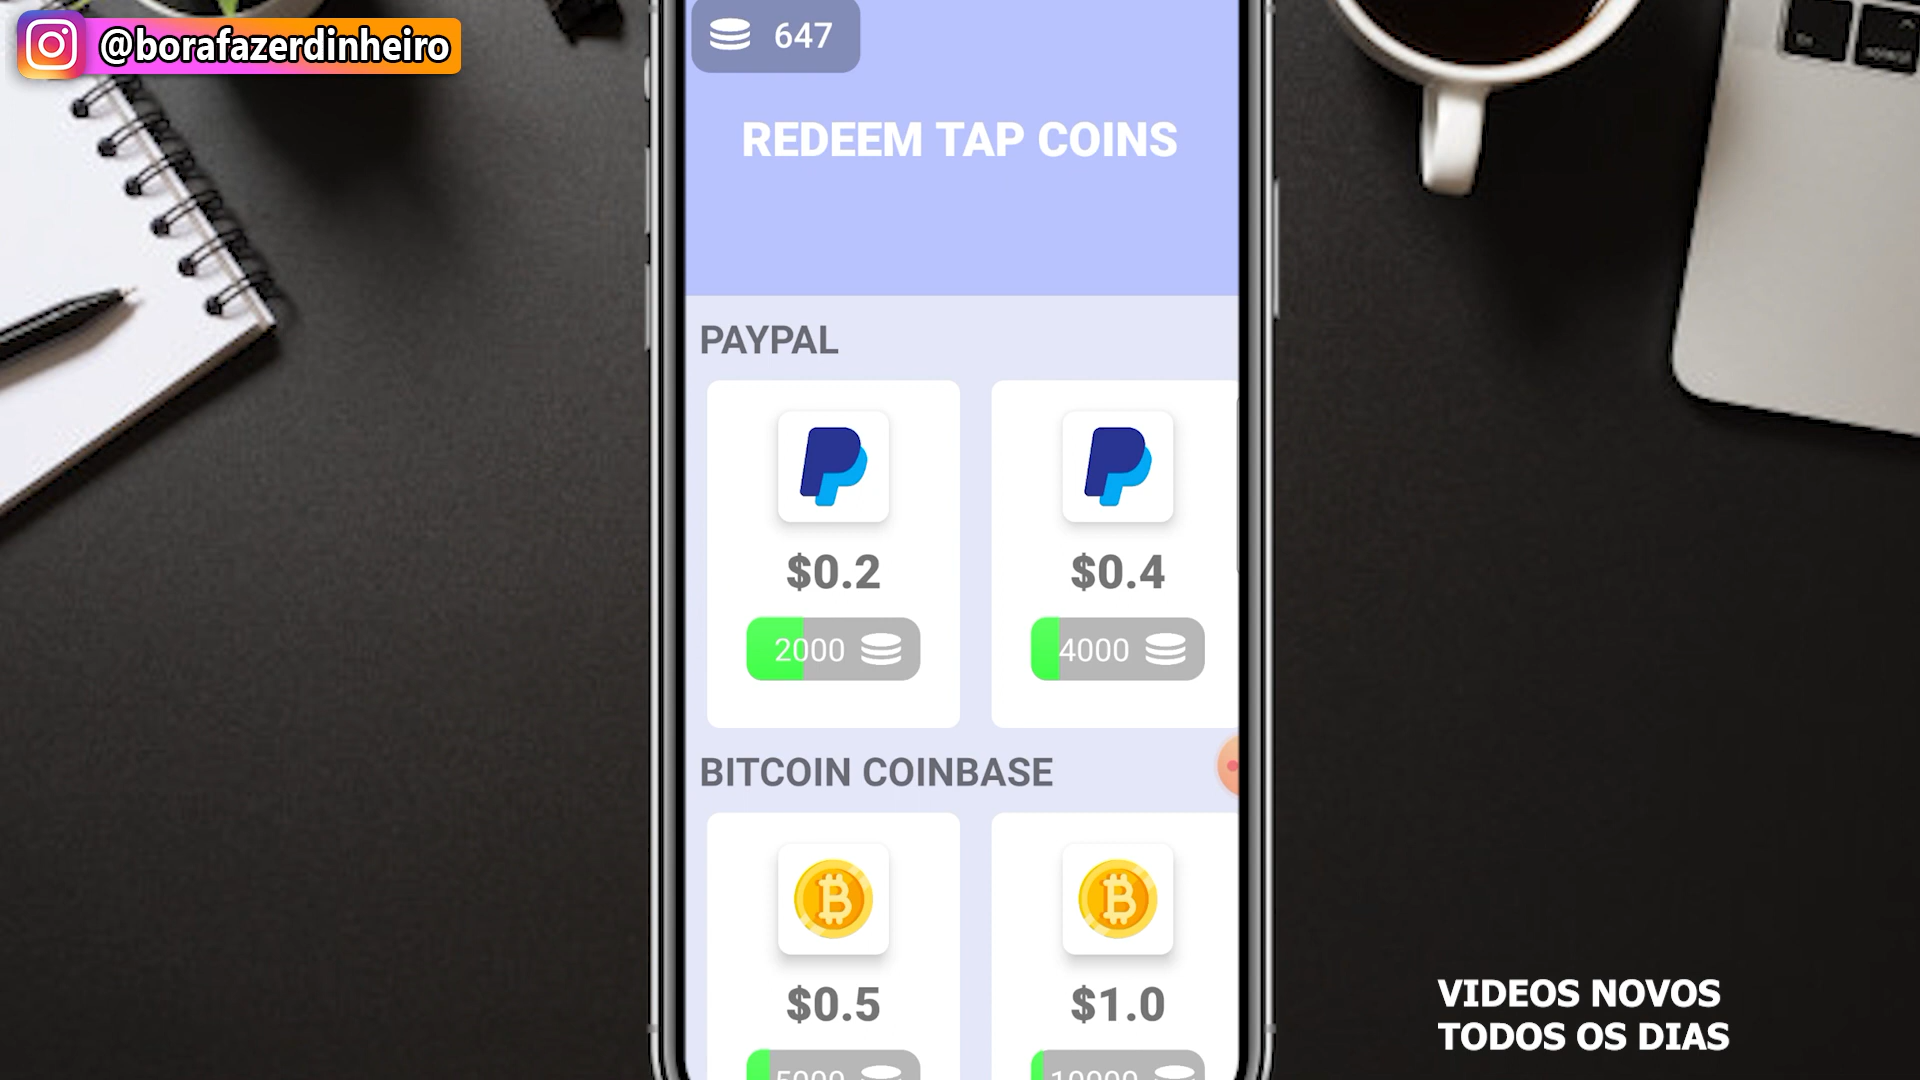 @borafazerdinheiro
647
REDEEM TAP COINS
PAYPAL
$0.2
$0.4
2000
4000
BITCOIN COINBASE
$0.5
$1.0
5000
10000
VIDEOS NOVOS
TODOS OS DIAS